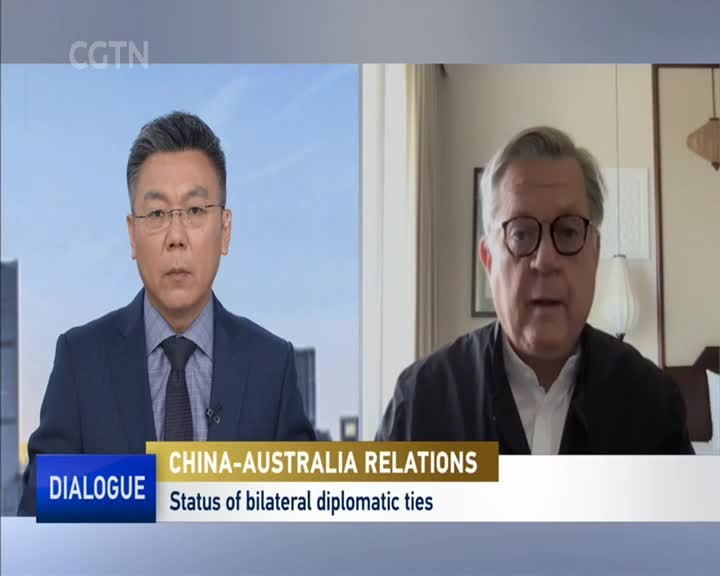 CGTN
CHINA-AUSTRALIA RELATIONS
DIALOGUE
Status of bilateral diplomatic ties